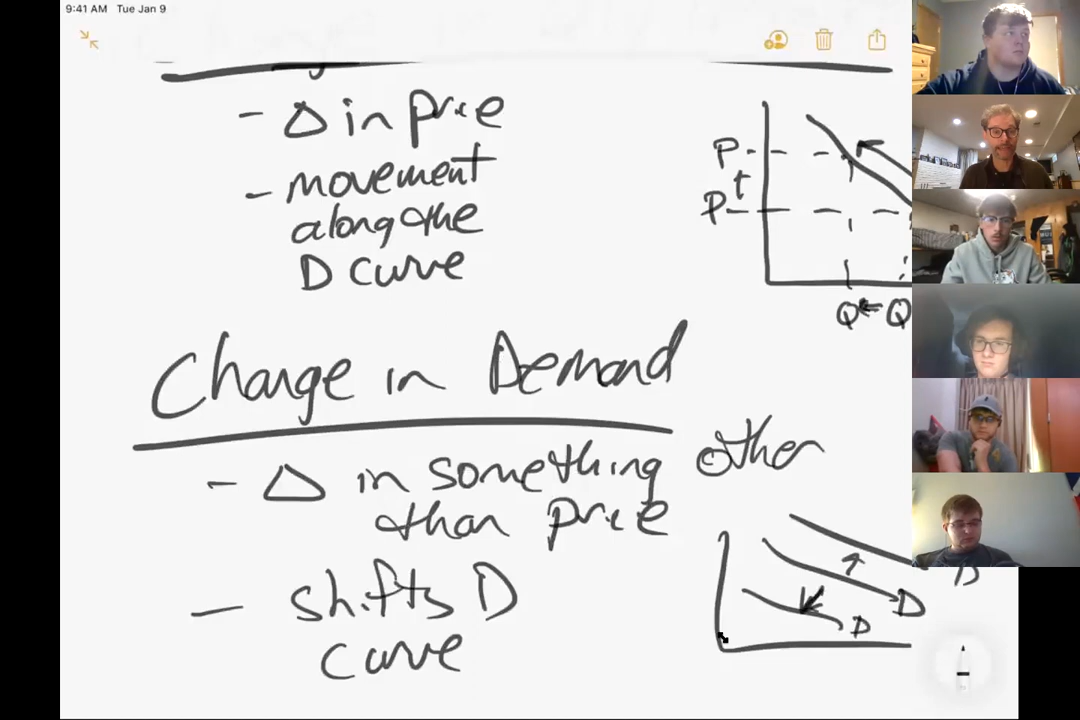 9:41 AM Tue Jan 9
- Δ in price
- movement
along the
D curve
P
P
Q ← Q
Change in Demand
- Δ in something other
than price
- shifts D
curve
D
D
D